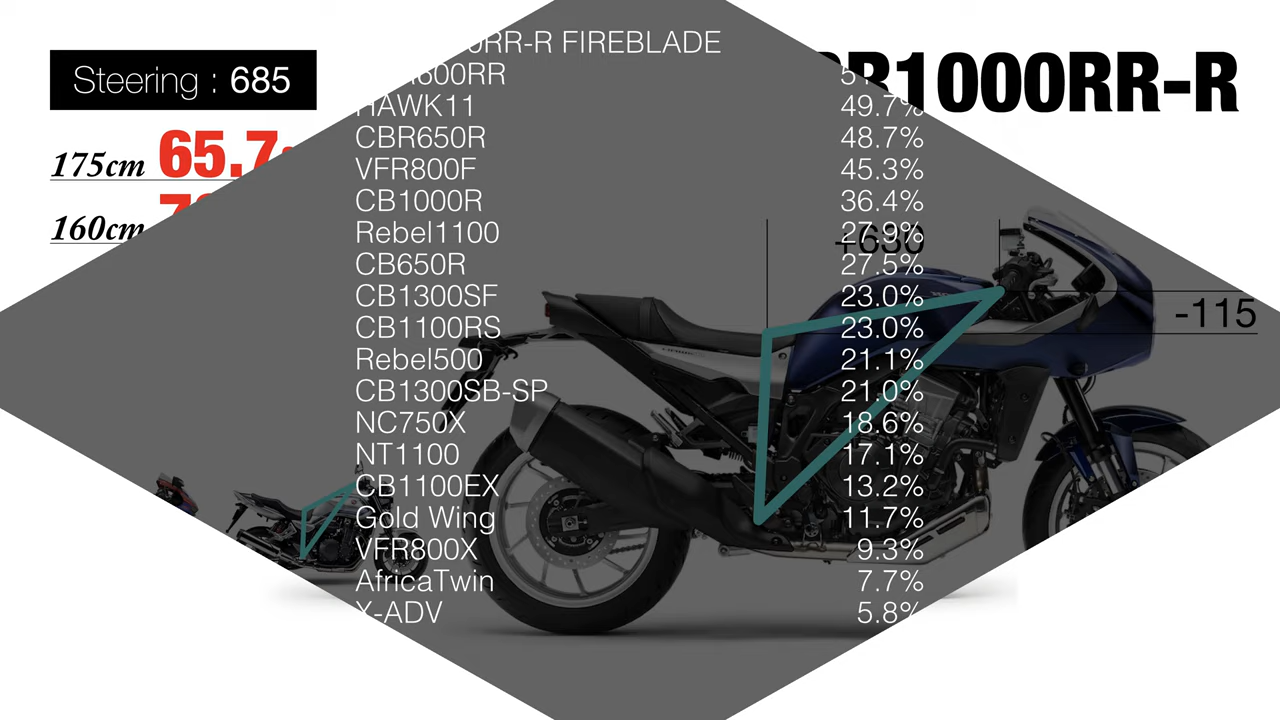 Steering : 685
175cm 65.7
160cm
FIREBLADE
HAWK11 49.7%
CBR650R 48.7%
VFR800F 45.3%
CB1000R 36.4%
Rebel1100 27.9%
CB650R 27.5%
CB1300SF 23.0%
CB1100RS 23.0%
Rebel500 21.1%
CB1300SB-SP 21.0%
NC750X 18.6%
NT1100 17.1%
CB1100EX 13.2%
Gold Wing 11.7%
VFR800X 9.3%
AfricaTwin 7.7%
X-ADV 5.8%
+630
-115